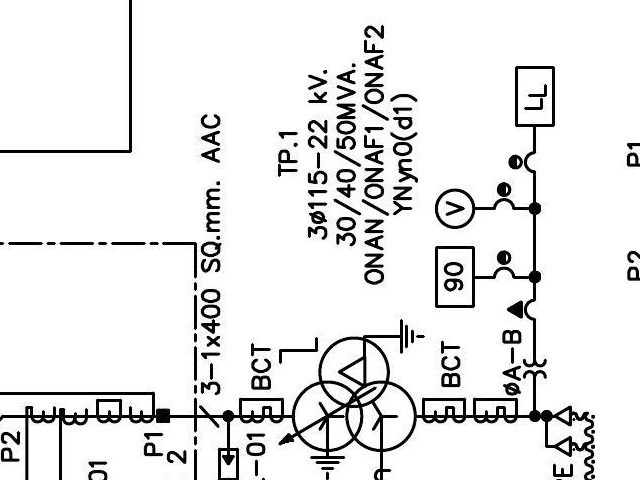 3-1x400 SQ.mm. AAC
TP.1
3ø115-22 kV.
30/40/50MVA.
ONAN/ONAF1/ONAF2
YNyn0(d1)
LL
V
90
BCT
BCT
øA-B
P1
P2
P2
P1
2
01
-01
E